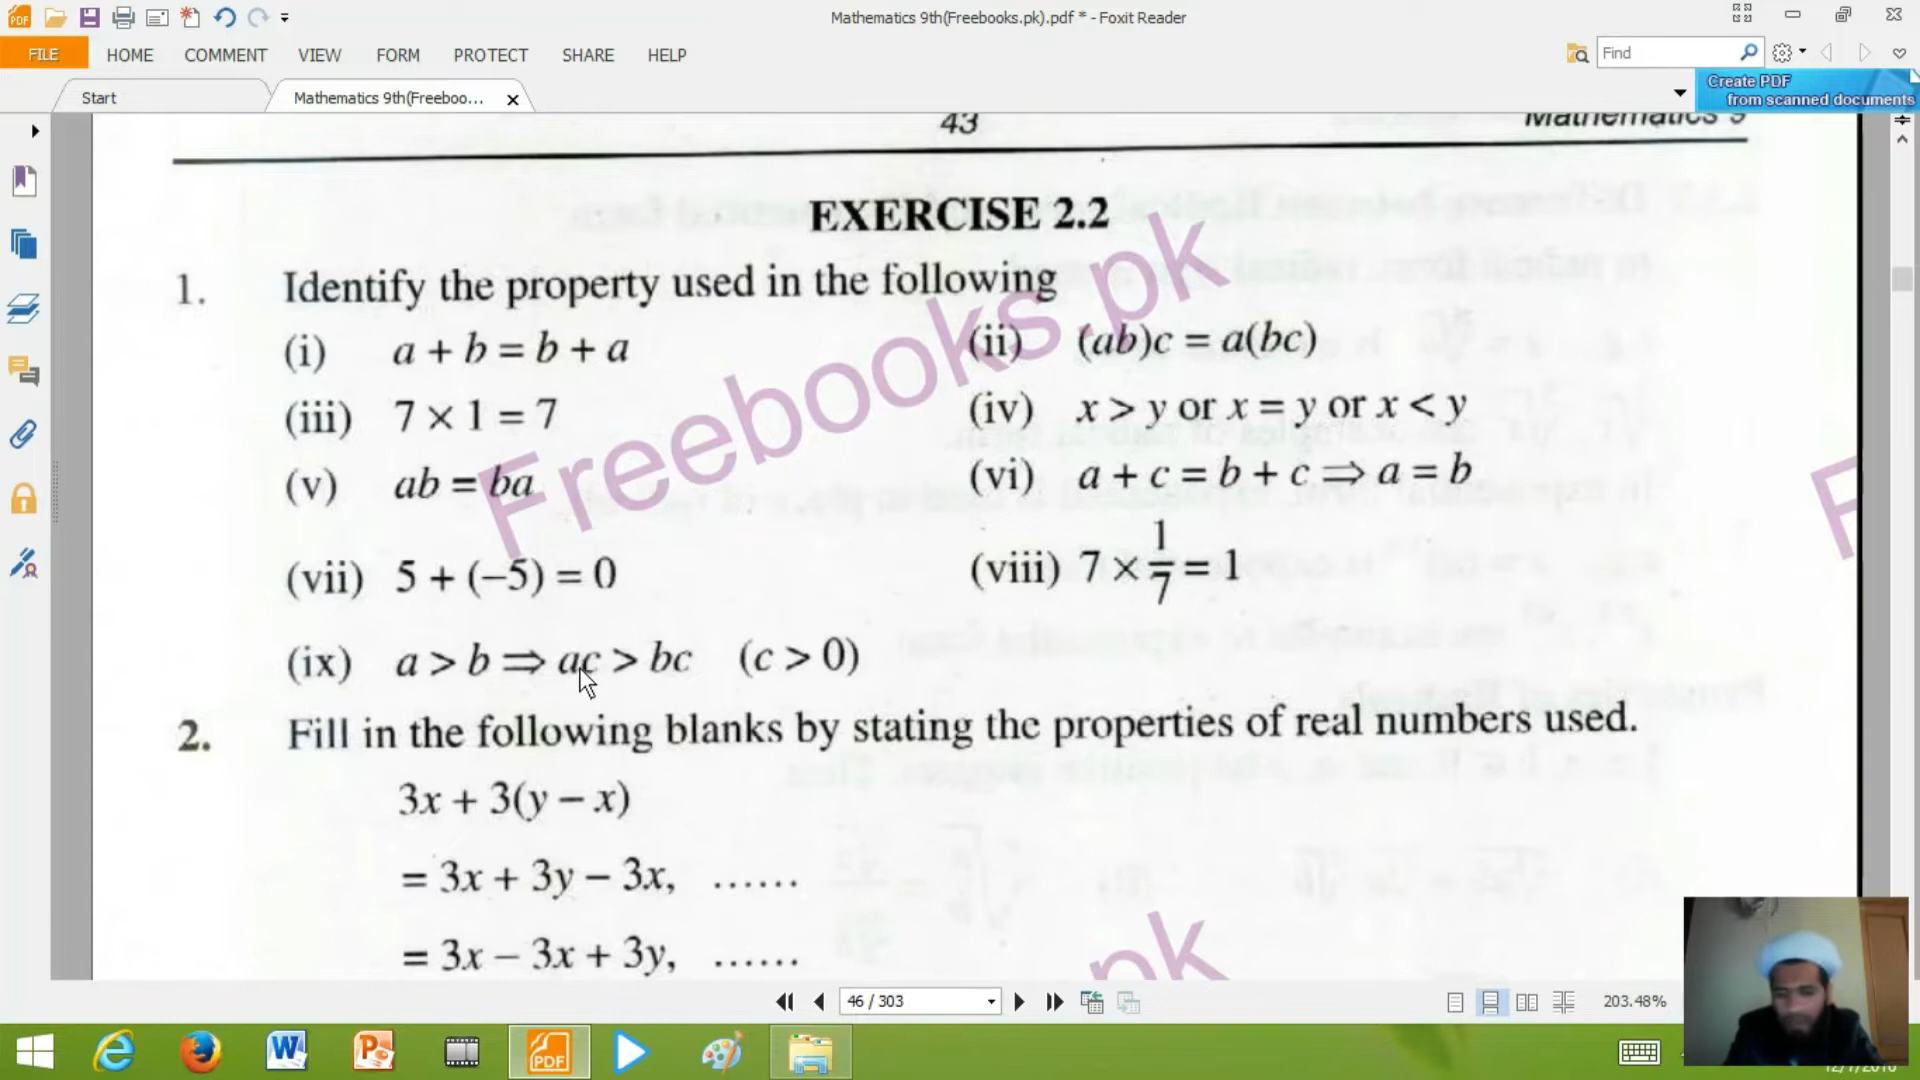 Mathematics 9th(Freebooks.pk).pdf * - Foxit Reader
FILE HOME COMMENT VIEW FORM PROTECT SHARE HELP
Find
Create PDF
from scanned documents
Start
Mathematics 9th(Freeboo...
43 Mathematics 9
EXERCISE 2.2
1. Identify the property used in the following
(i) a + b = b + a (ii) (ab)c = a(bc)
(iii) 7 × 1 = 7 (iv) x > y or x = y or x < y
(v) ab = ba (vi) a + c = b + c ⇒ a = b
(vii) 5 + (−5) = 0 (viii) 7 × 1/7 = 1
(ix) a > b ⇒ ac > bc (c > 0)
2. Fill in the following blanks by stating the properties of real numbers used.
3x + 3(y − x)
= 3x + 3y − 3x, ......
= 3x − 3x + 3y, ......
Freebooks.pk
pk
F
46 / 303
203.48%